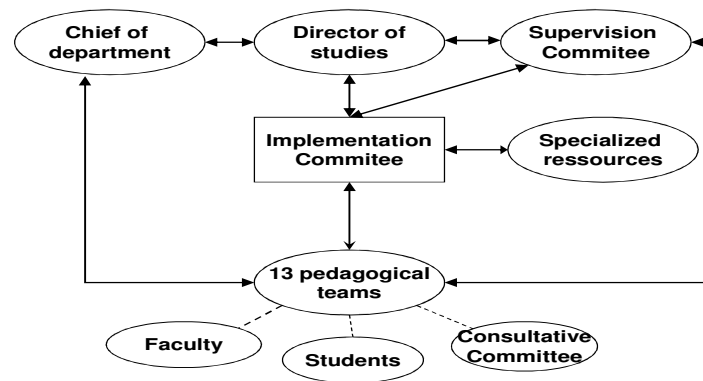 Chief of
department
Director of
studies
Supervision
Commitee
Implementation
Commitee
Specialized
ressources
13 pedagogical
teams
Faculty
Students
Consultative
Committee